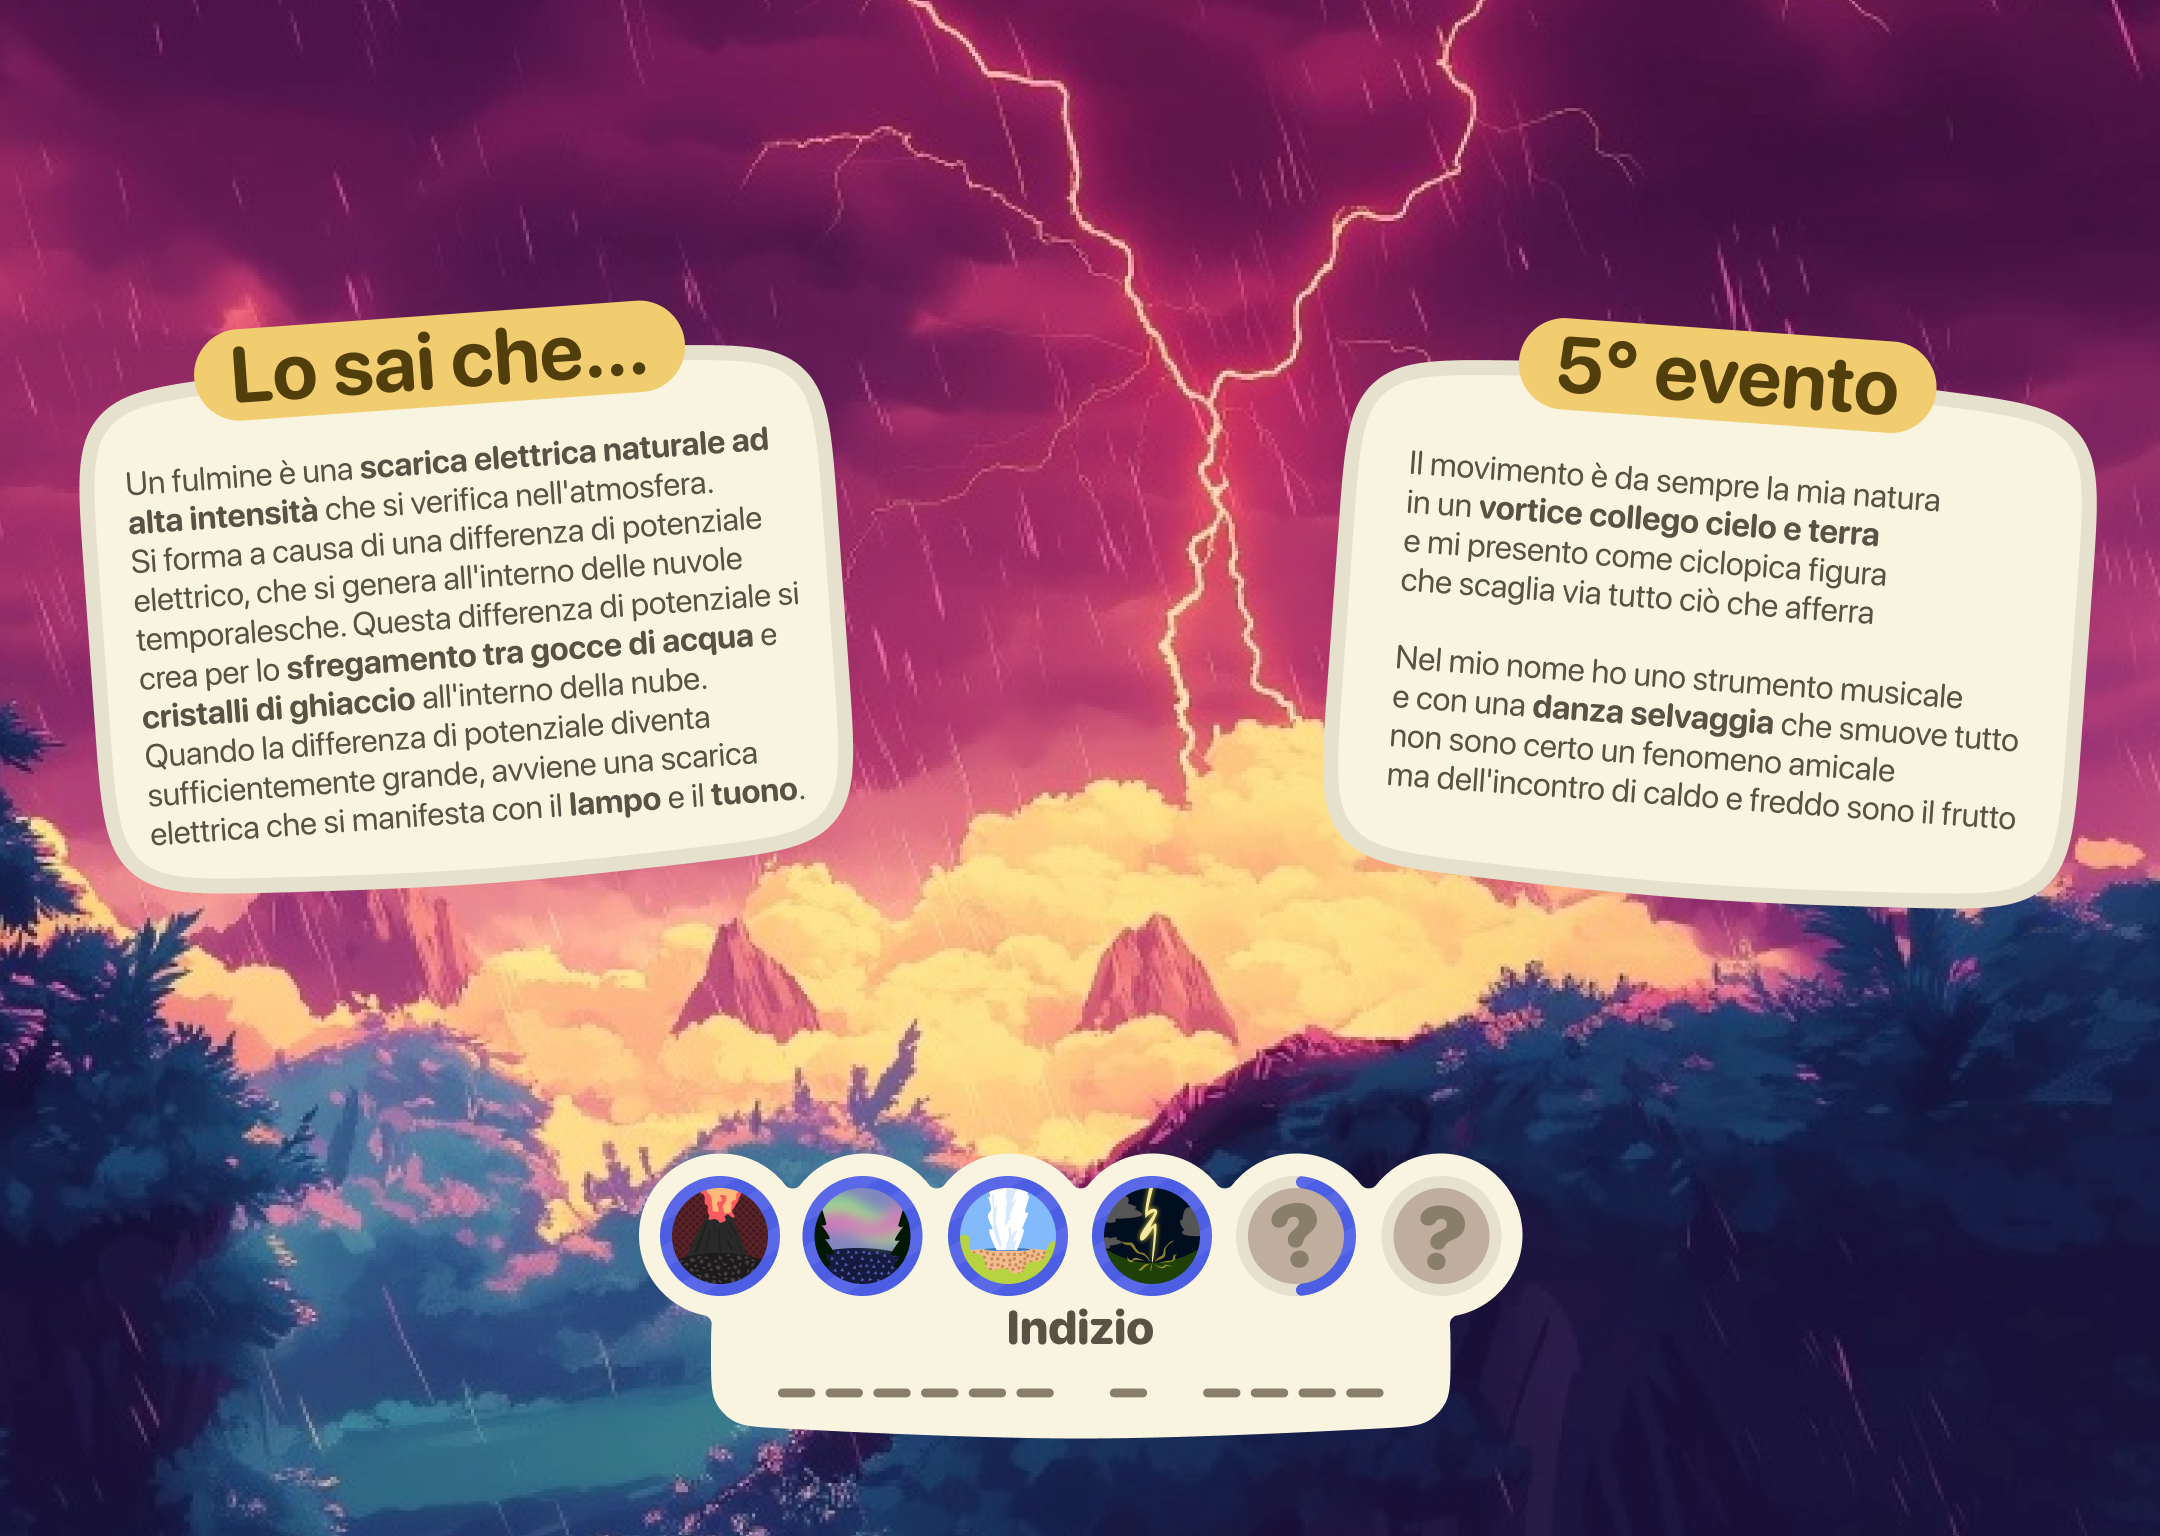 Lo sai che...
Un fulmine è una scarica elettrica naturale ad
alta intensità che si verifica nell'atmosfera.
Si forma a causa di una differenza di potenziale
elettrico, che si genera all'interno delle nuvole
temporalesche. Questa differenza di potenziale si
crea per lo sfregamento tra gocce di acqua e
cristalli di ghiaccio all'interno della nube.
Quando la differenza di potenziale diventa
sufficientemente grande, avviene una scarica
elettrica che si manifesta con il lampo e il tuono.
5° evento
Il movimento è da sempre la mia natura
in un vortice collego cielo e terra
e mi presento come ciclopica figura
che scaglia via tutto ciò che afferra
Nel mio nome ho uno strumento musicale
e con una danza selvaggia che smuove tutto
non sono certo un fenomeno amicale
ma dell'incontro di caldo e freddo sono il frutto
? ?
Indizio
_ _ _ _ _ _ _ _ _ _ _